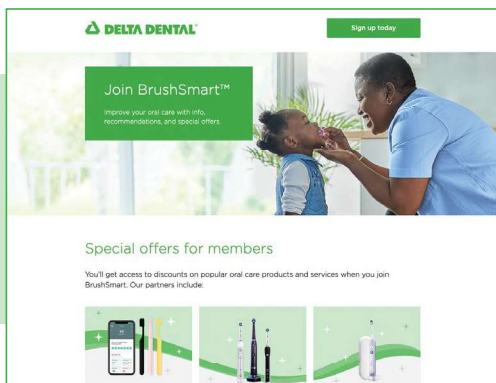 DELTA DENTAL®
Sign up today
Join BrushSmart™
Improve your oral care with info,
recommendations, and special offers.
Special offers for members
You'll get access to discounts on popular oral care products and services when you join
BrushSmart. Our partners include: